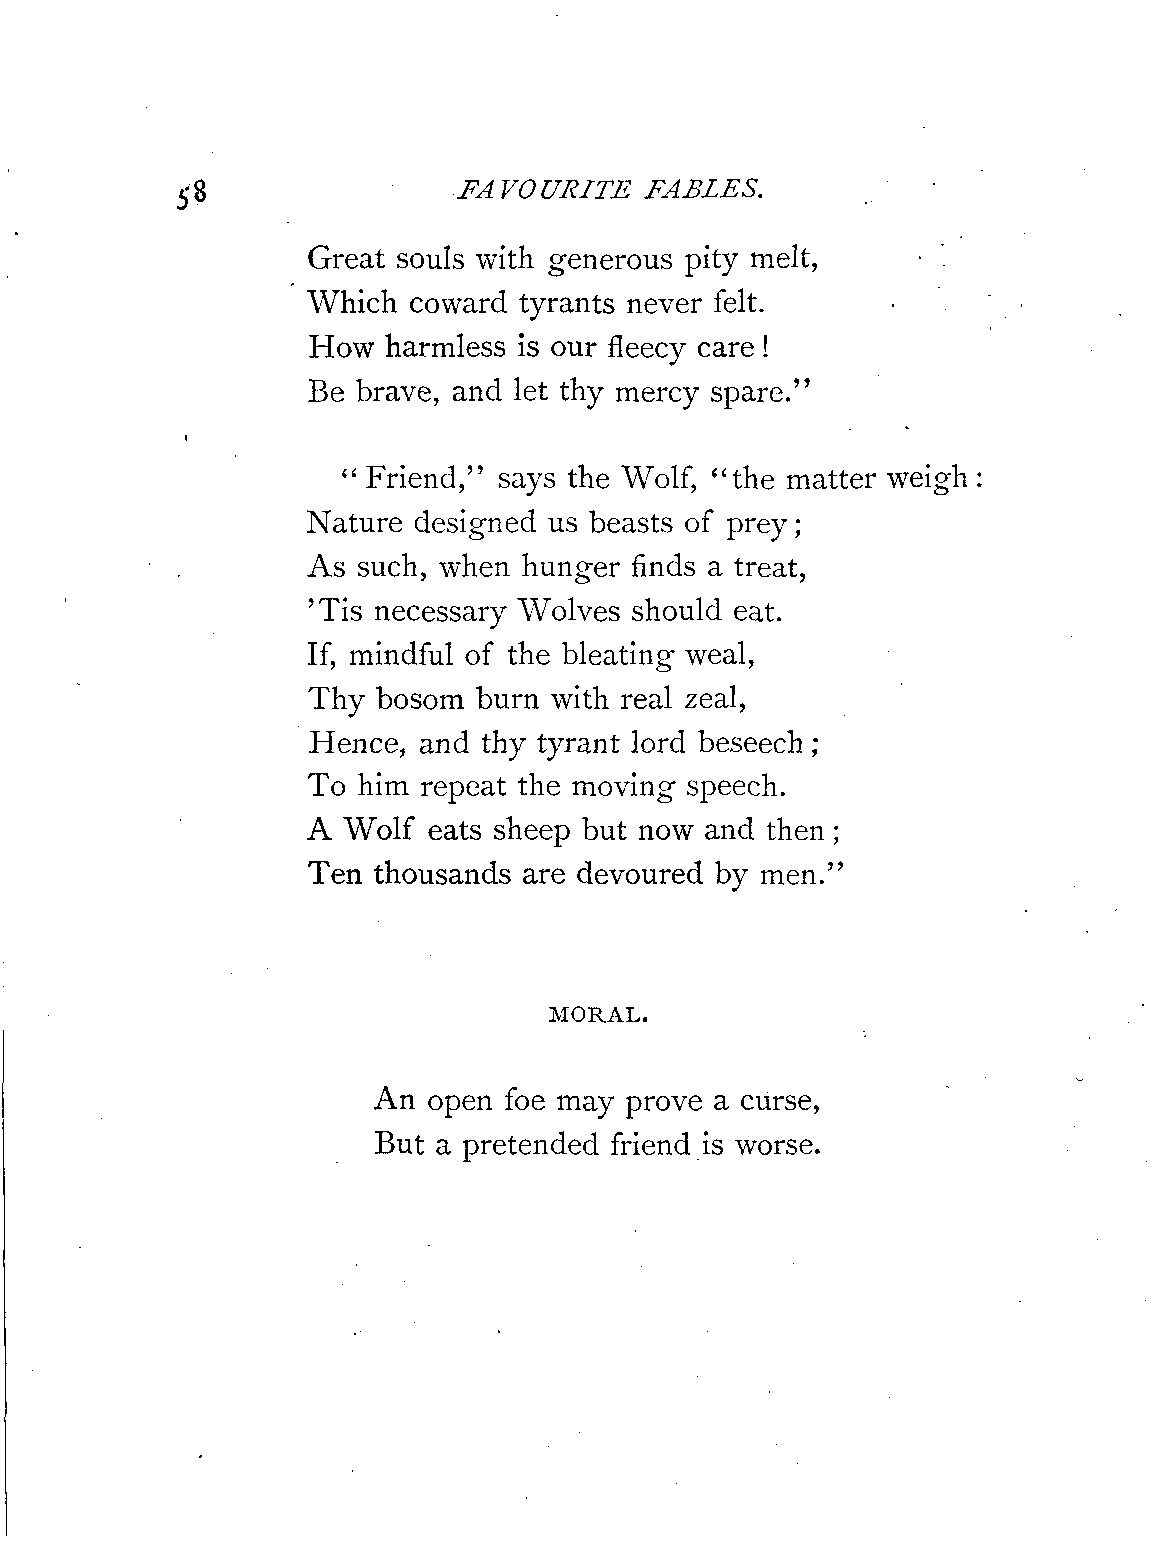 58 FAVOURITE FABLES.
Great souls with generous pity melt,
Which coward tyrants never felt.
How harmless is our fleecy care!
Be brave, and let thy mercy spare.”
“Friend,” says the Wolf, “the matter weigh:
Nature designed us beasts of prey;
As such, when hunger finds a treat,
’Tis necessary Wolves should eat.
If, mindful of the bleating weal,
Thy bosom burn with real zeal,
Hence, and thy tyrant lord beseech;
To him repeat the moving speech.
A Wolf eats sheep but now and then;
Ten thousands are devoured by men.”
MORAL.
An open foe may prove a curse,
But a pretended friend is worse.